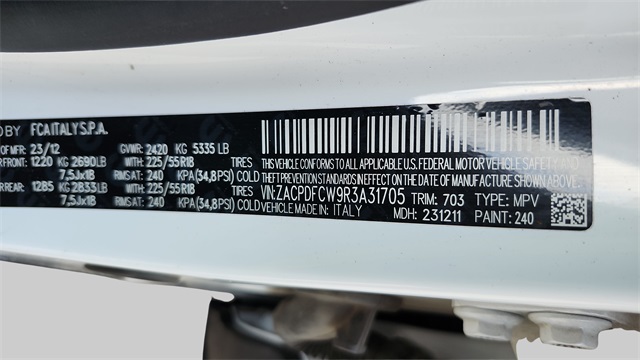 D BY FCA ITALY S.P.A.
OF MFR: 23/12 GVWR: 2420 KG 5335 LB
FRONT: 1220 KG 2690LB WITH: 225/55R18 TIRES
7,5Jx18 RIMS AT: 240 KPA(34,8PSI) COLD
REAR: 1285 KG 2833LB WITH: 225/55R18 TIRES
7,5Jx18 RIMS AT: 240 KPA(34,8PSI) COLD
THIS VEHICLE CONFORMS TO ALL APPLICABLE U.S. FEDERAL MOTOR VEHICLE SAFETY AND
THEFT PREVENTION STANDARDS IN EFFECT ON THE DATE OF MANUFACTURE SHOWN ABOVE.
VIN:ZACPDFCW9R3A31705 TRIM: 703 TYPE: MPV
VEHICLE MADE IN: ITALY MDH: 231211 PAINT: 240